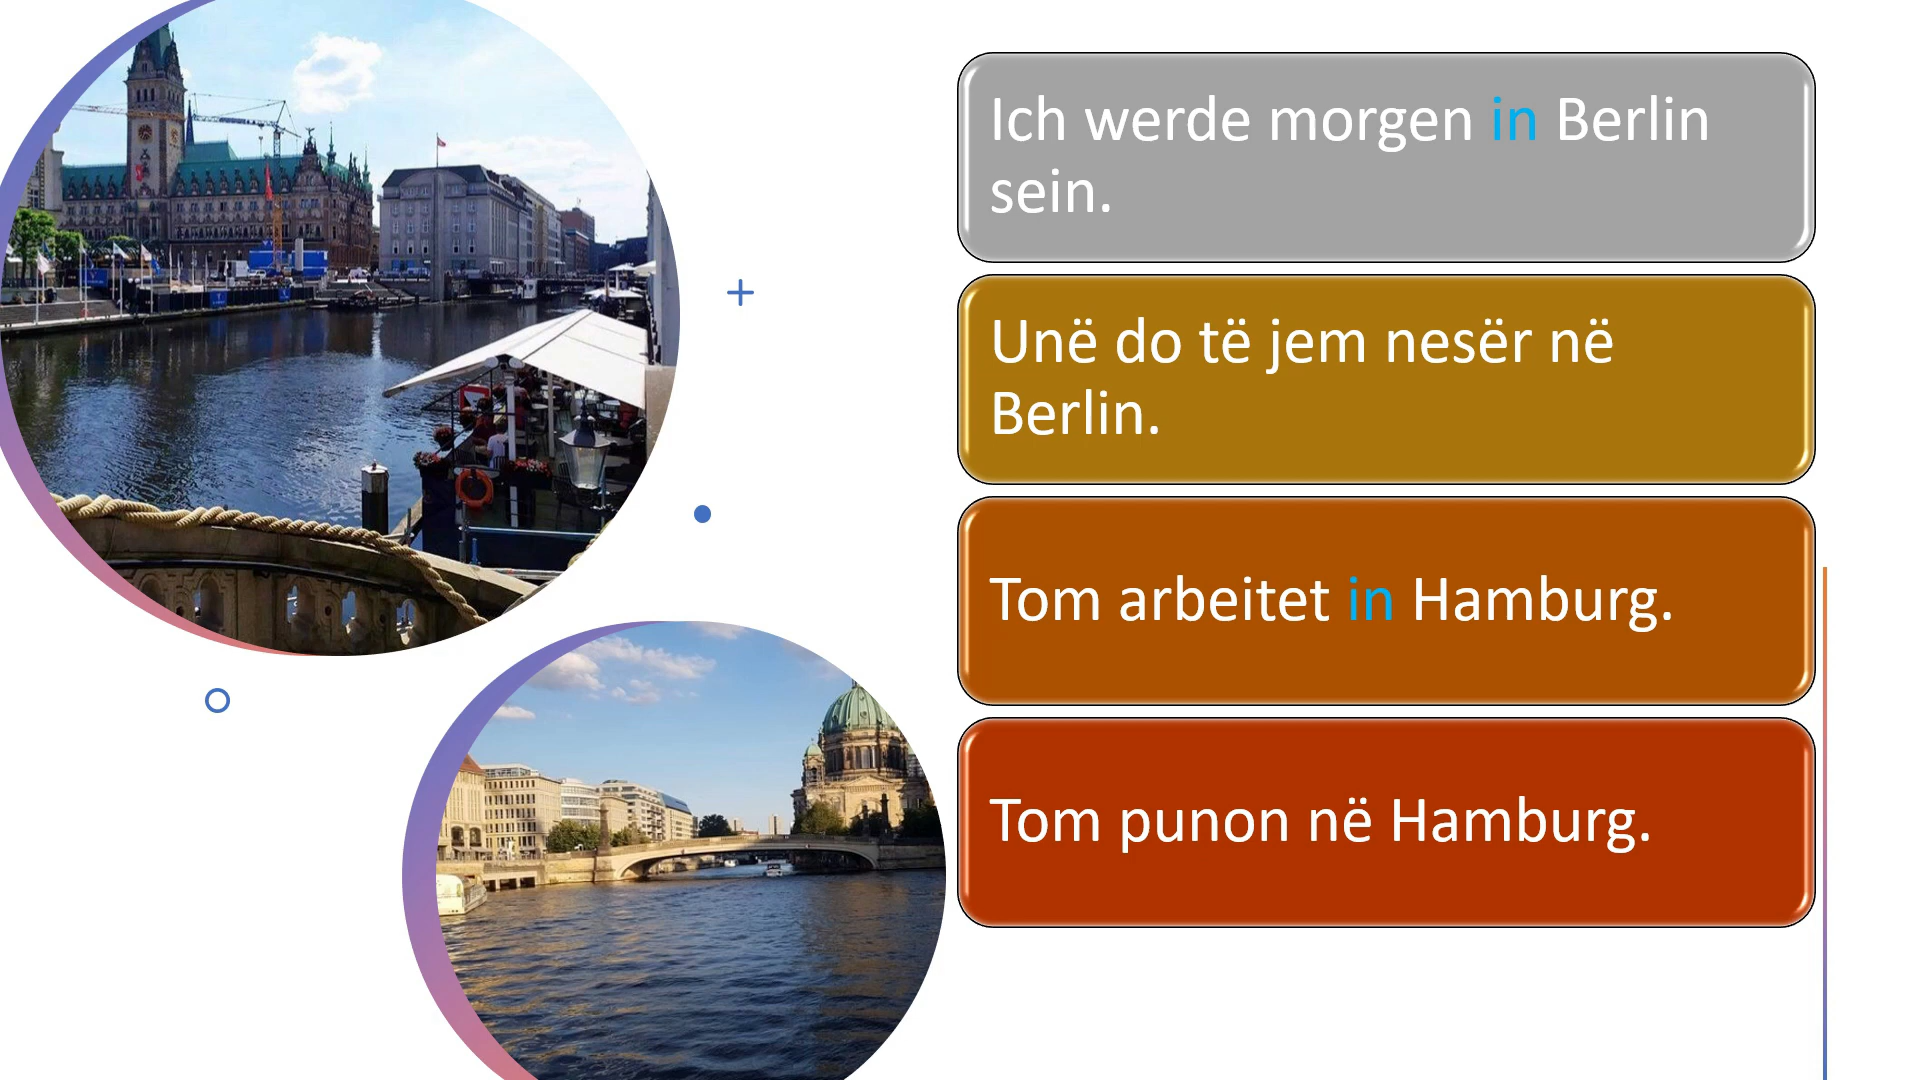 Ich werde morgen in Berlin
sein.
Unë do të jem nesër në
Berlin.
Tom arbeitet in Hamburg.
Tom punon në Hamburg.